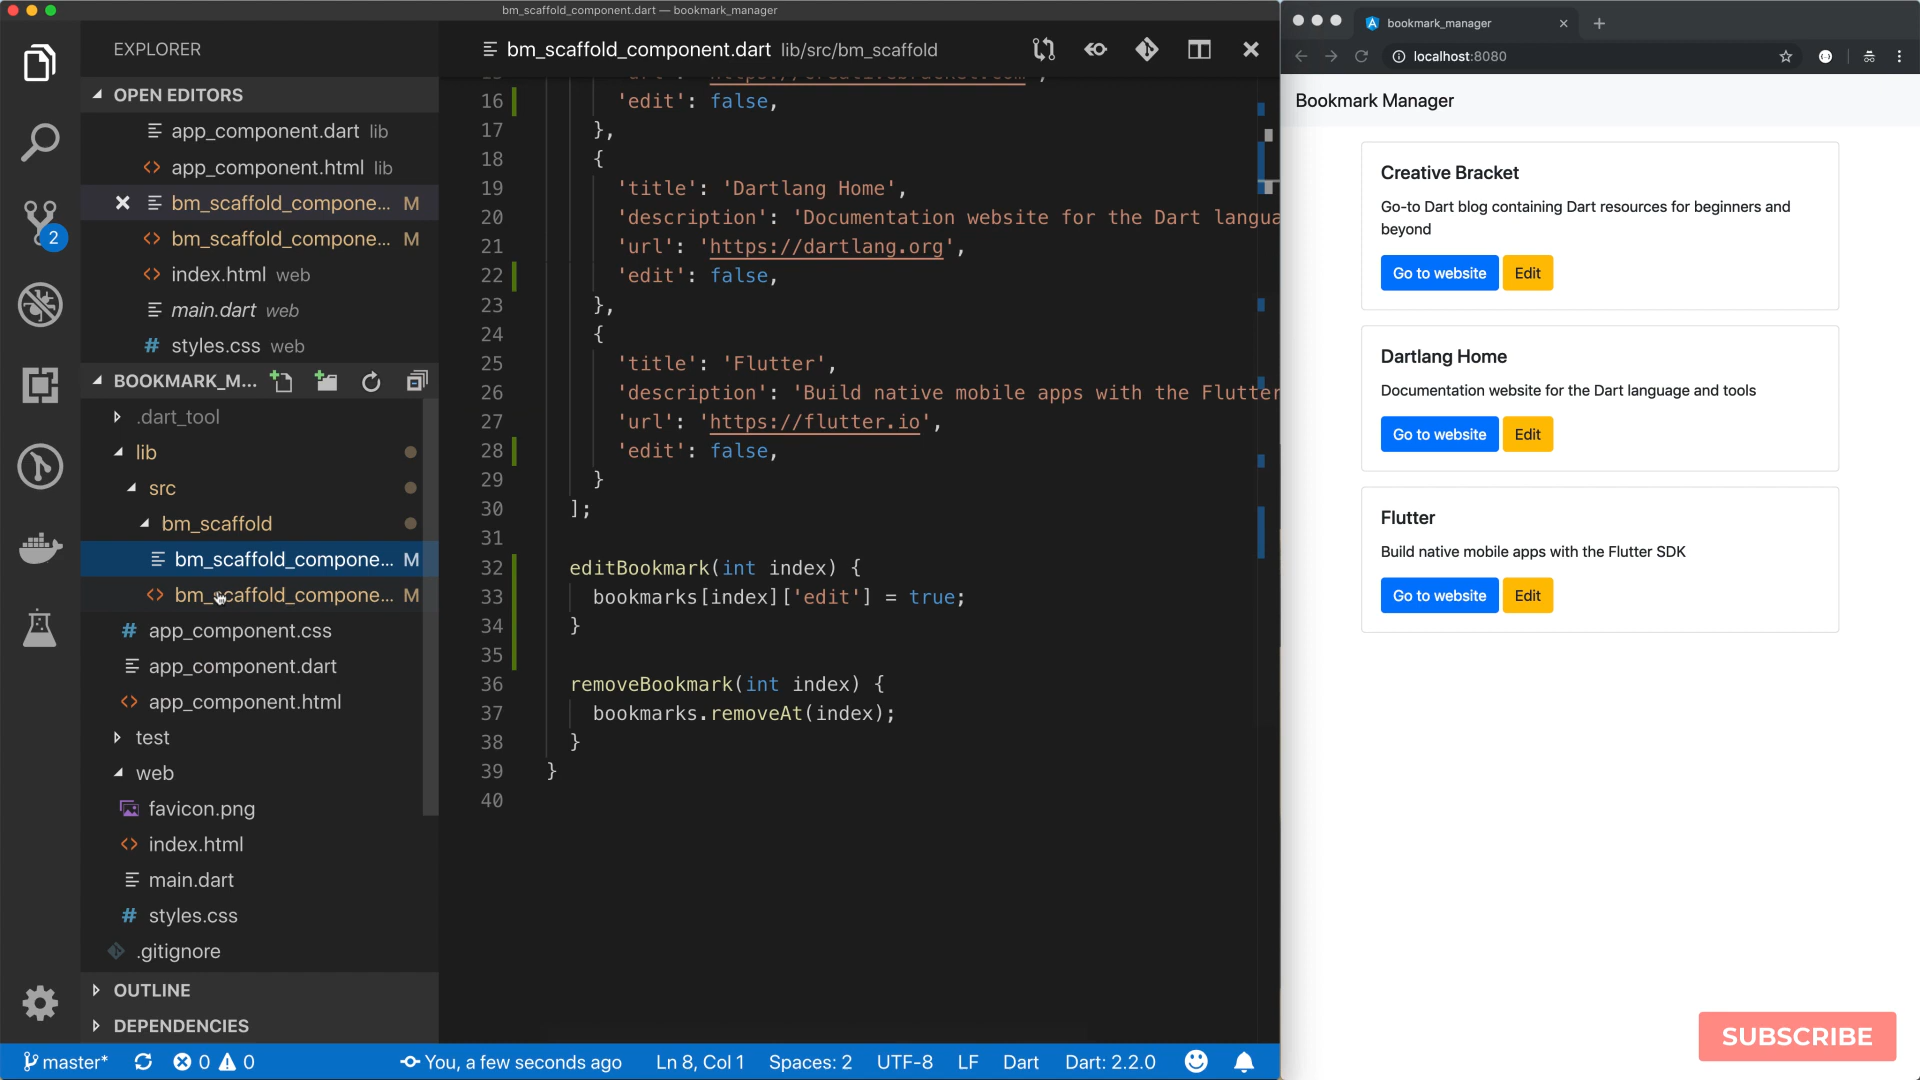 bm_scaffold_component.dart — bookmark_manager
EXPLORER
OPEN EDITORS
app_component.dart lib
app_component.html lib
bm_scaffold_compone... M
bm_scaffold_compone... M
index.html web
main.dart web
styles.css web
BOOKMARK_M...
.dart_tool
lib
src
bm_scaffold
bm_scaffold_compone... M
bm_scaffold_compone... M
app_component.css
app_component.dart
app_component.html
test
web
favicon.png
index.html
main.dart
styles.css
.gitignore
OUTLINE
DEPENDENCIES
2
bm_scaffold_component.dart lib/src/bm_scaffold
16 'edit': false,
17 },
18 {
19 'title': 'Dartlang Home',
20 'description': 'Documentation website for the Dart langua
21 'url': 'https://dartlang.org',
22 'edit': false,
23 },
24 {
25 'title': 'Flutter',
26 'description': 'Build native mobile apps with the Flutter
27 'url': 'https://flutter.io',
28 'edit': false,
29 }
30 ];
31
32 editBookmark(int index) {
33 bookmarks[index]['edit'] = true;
34 }
35
36 removeBookmark(int index) {
37 bookmarks.removeAt(index);
38 }
39 }
40
master* 0 0 You, a few seconds ago Ln 8, Col 1 Spaces: 2 UTF-8 LF Dart Dart: 2.2.0
bookmark_manager
localhost:8080
Bookmark Manager
Creative Bracket
Go-to Dart blog containing Dart resources for beginners and
beyond
Go to website Edit
Dartlang Home
Documentation website for the Dart language and tools
Go to website Edit
Flutter
Build native mobile apps with the Flutter SDK
Go to website Edit
SUBSCRIBE